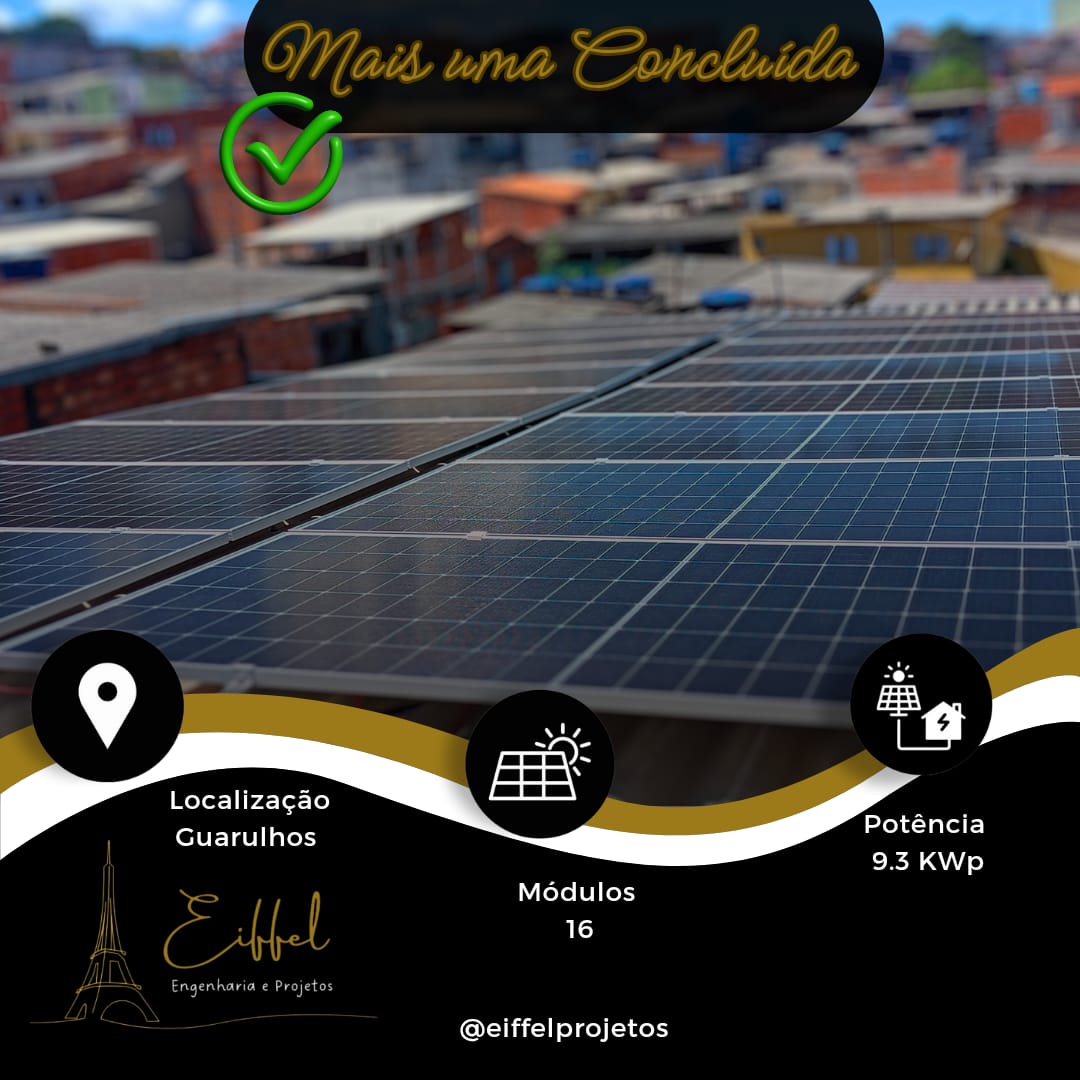 Mais uma Concluída
Localização
Guarulhos
Módulos
16
Potência
9.3 KWp
Eiffel
Engenharia e Projetos
@eiffelprojetos